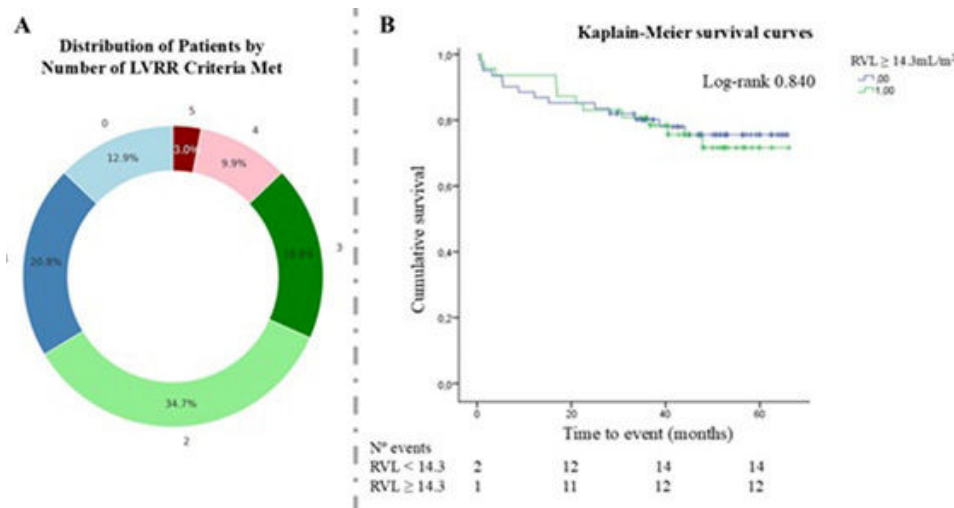 A
Distribution of Patients by
Number of LVRR Criteria Met
0
5
4
3
2
12.9%
3.0%
9.9%
20.8%
34.7%
B
Kaplan-Meier survival curves
Log-rank 0.840
RVL ≥ 14.3mL/m²
,00
1,00
Cumulative survival
1,0
0,8
0,6
0,4
0,2
0,0
0 20 40 60
Time to event (months)
Nº events
RVL < 14.3 2 12 14 14
RVL ≥ 14.3 1 11 12 12